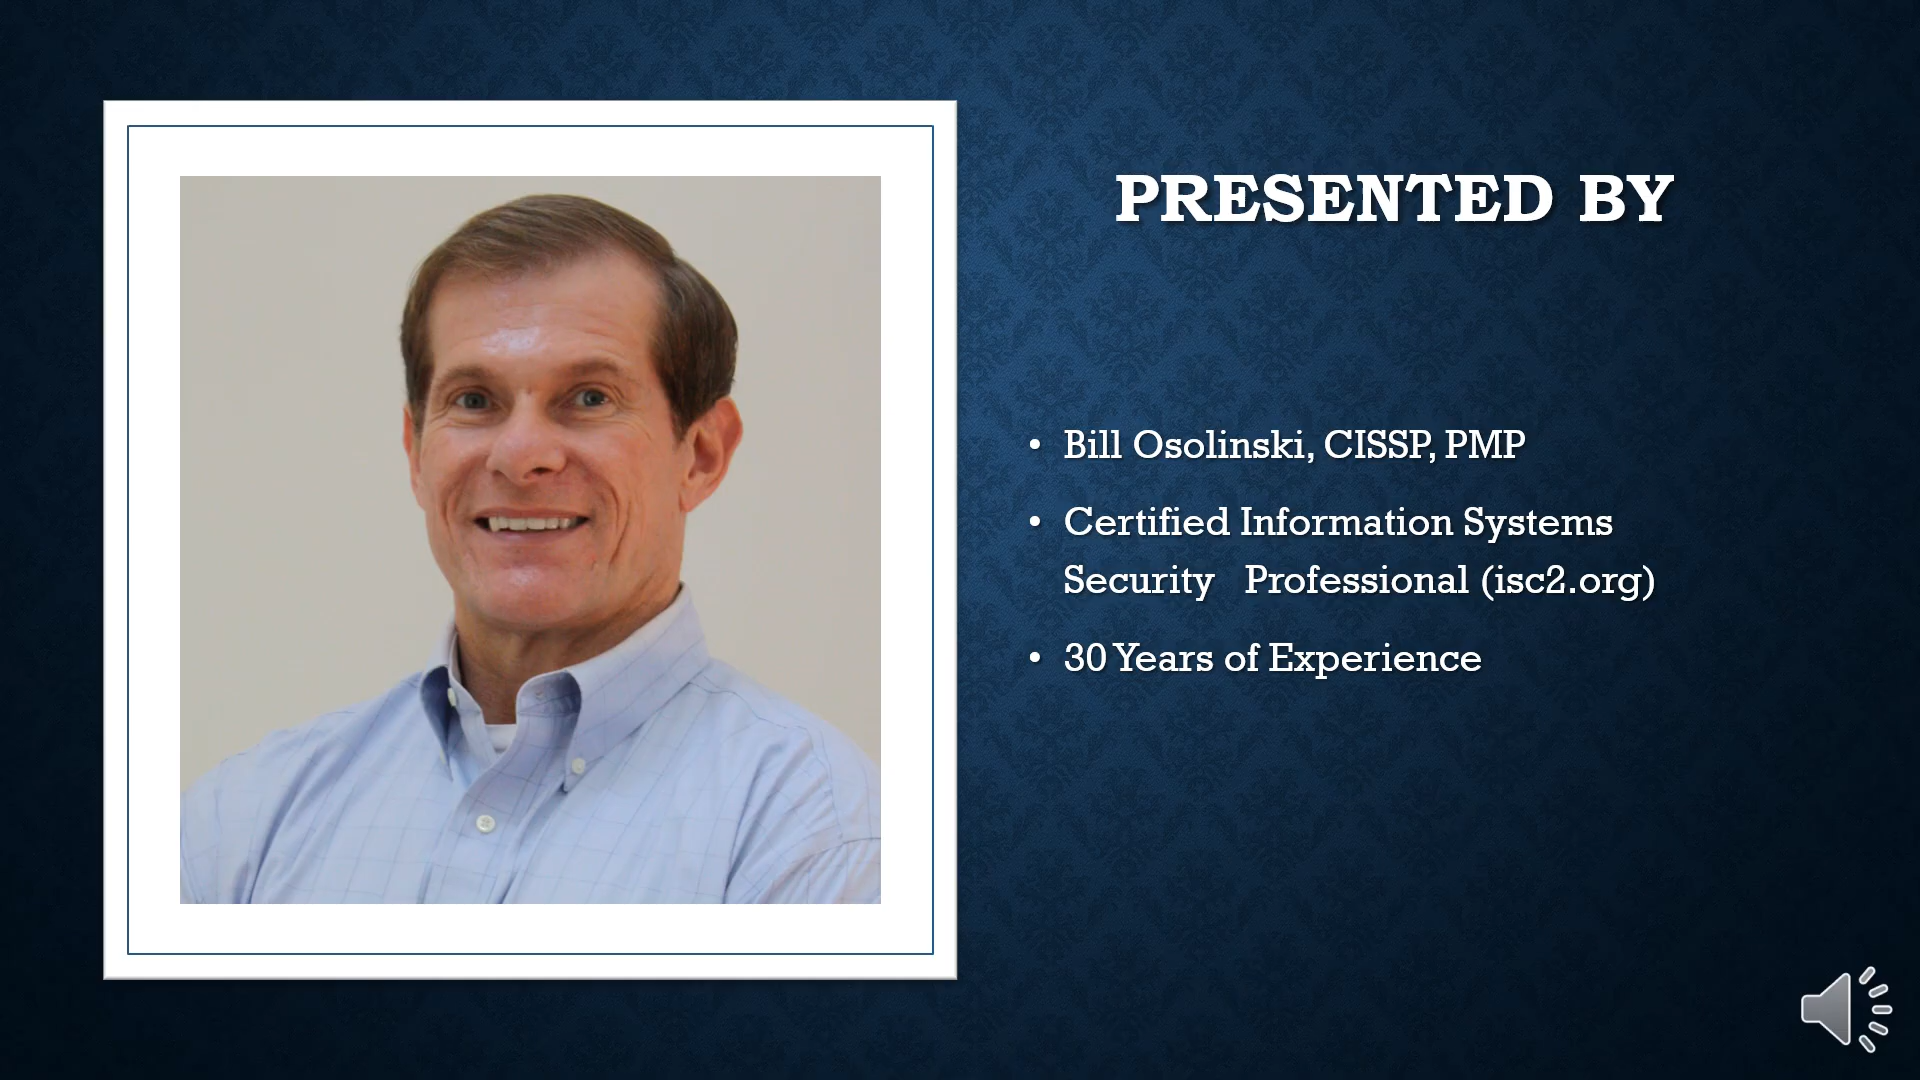 PRESENTED BY
• Bill Osolinski, CISSP, PMP
• Certified Information Systems
Security Professional (isc2.org)
• 30 Years of Experience